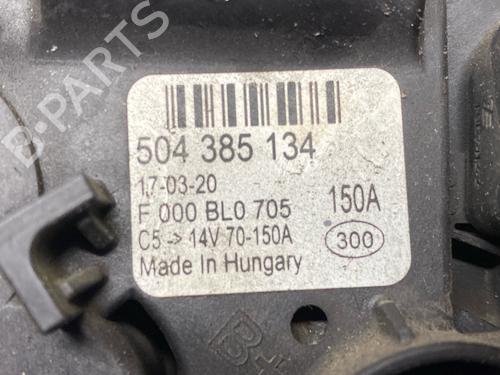 504 385 134
17-03-20
F 000 BL0 705
150A
C5 -> 14V 70-150A
300
Made In Hungary
B-PARTS